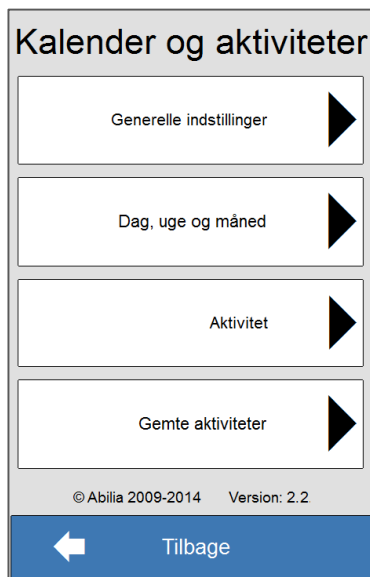 Kalender og aktiviteter
Generelle indstillinger
Dag, uge og måned
Aktivitet
Gemte aktiviteter
© Abilia 2009-2014 Version: 2.2
Tilbage